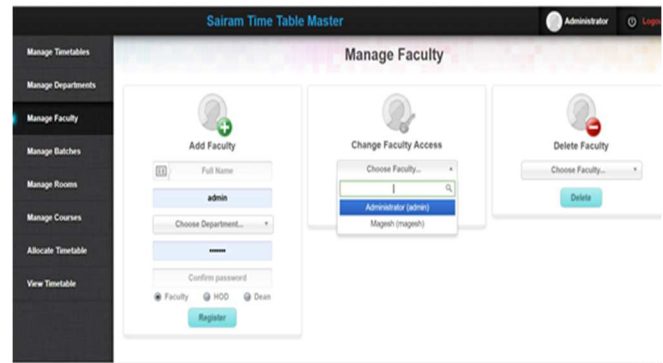 Sairam Time Table Master
Administrator
Manage Timetables
Manage Departments
Manage Faculty
Manage Batches
Manage Rooms
Manage Courses
Allocate Timetable
View Timetable
Manage Faculty
Add Faculty
Full Name
admin
Choose Department...
Confirm password
Faculty HOD Dean
Register
Change Faculty Access
Choose Faculty...
Administrator (admin)
Magesh (magesh)
Delete Faculty
Choose Faculty...
Delete